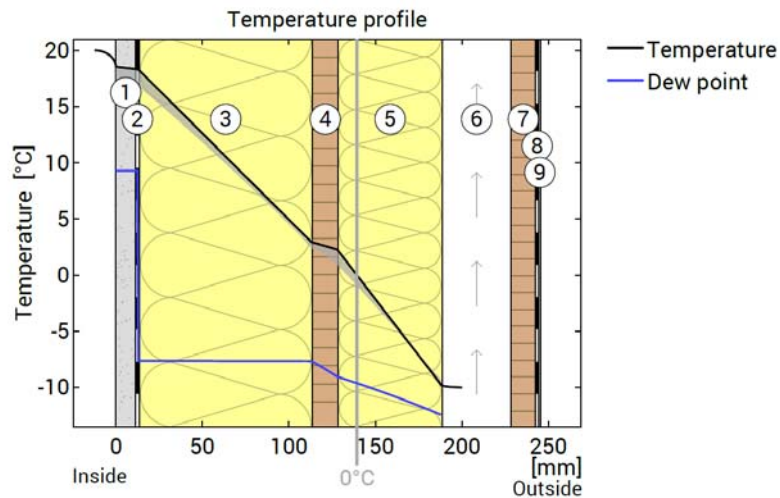 Temperature profile
20
15
10
5
0
-5
-10
Temperature [°C]
1
2
3
4
5
6
7
8
9
Temperature
Dew point
0
50
100
150
200
250
[mm]
Inside
0°C
Outside